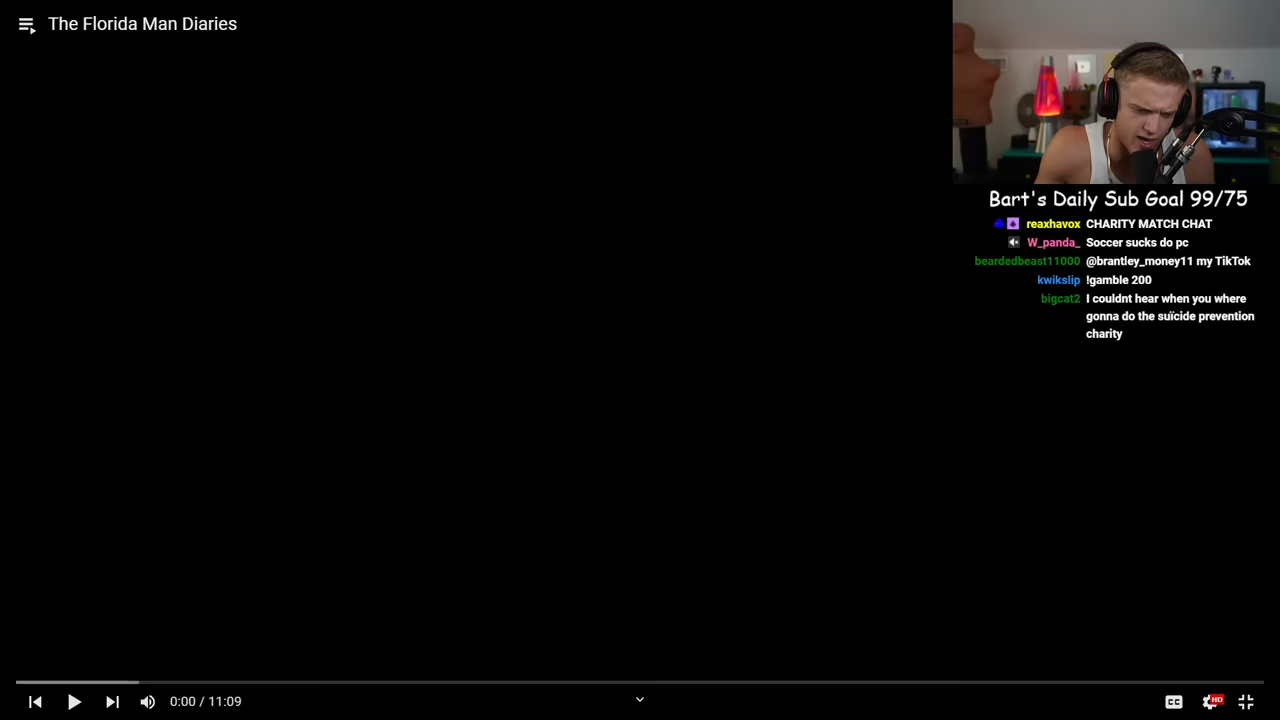 The Florida Man Diaries
Bart's Daily Sub Goal 99/75
reaxhavox CHARITY MATCH CHAT
W_panda_ Soccer sucks do pc
beardedbeast11000 @brantley_money11 my TikTok
kwikslip !gamble 200
bigcat2 I couldnt hear when you where
gonna do the suïcide prevention
charity
0:00 / 11:09
CC
HD